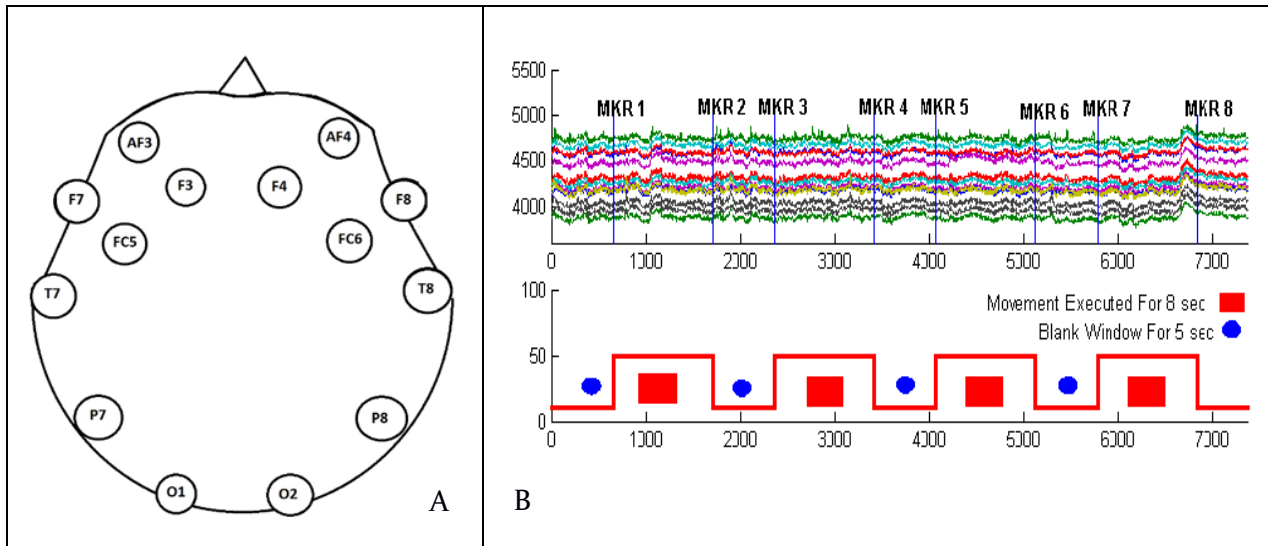 AF3 AF4
F3 F4
F7 F8
FC5 FC6
T7 T8
P7 P8
O1 O2
A
B
5500
5000
4500
4000
MKR 1 MKR 2 MKR 3 MKR 4 MKR 5 MKR 6 MKR 7 MKR 8
0 1000 2000 3000 4000 5000 6000 7000
100
50
0
Movement Executed For 8 sec
Blank Window For 5 sec
0 1000 2000 3000 4000 5000 6000 7000